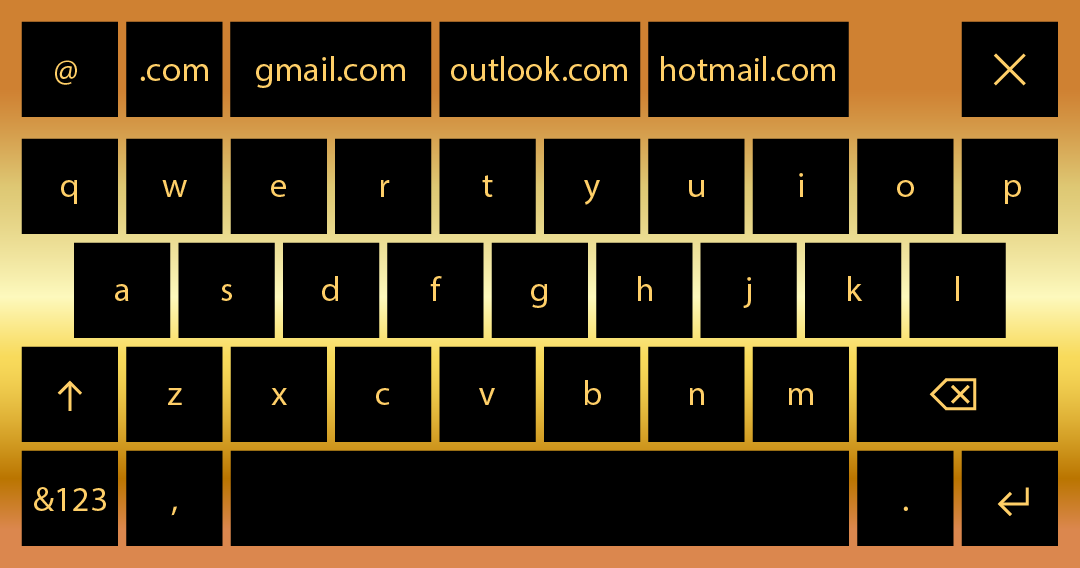 @ .com gmail.com outlook.com hotmail.com
q w e r t y u i o p
a s d f g h j k l
z x c v b n m
&123 , .